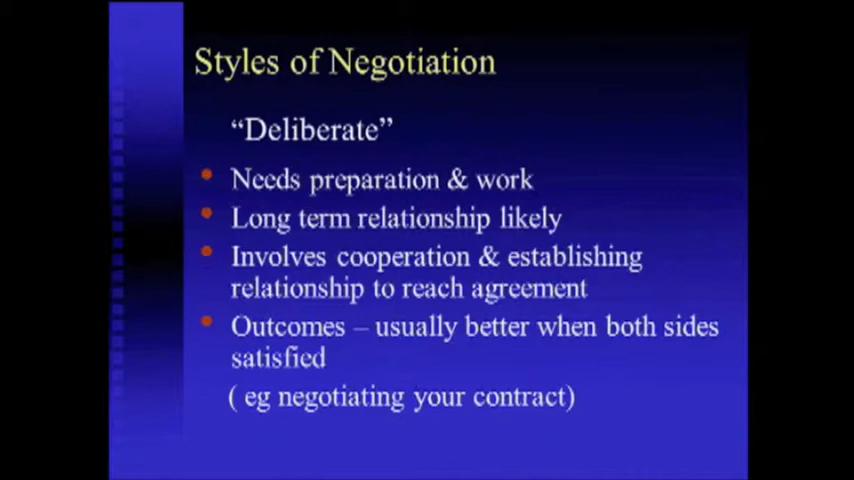 Styles of Negotiation
“Deliberate”
Needs preparation & work
Long term relationship likely
Involves cooperation & establishing
relationship to reach agreement
Outcomes – usually better when both sides
satisfied
( eg negotiating your contract)